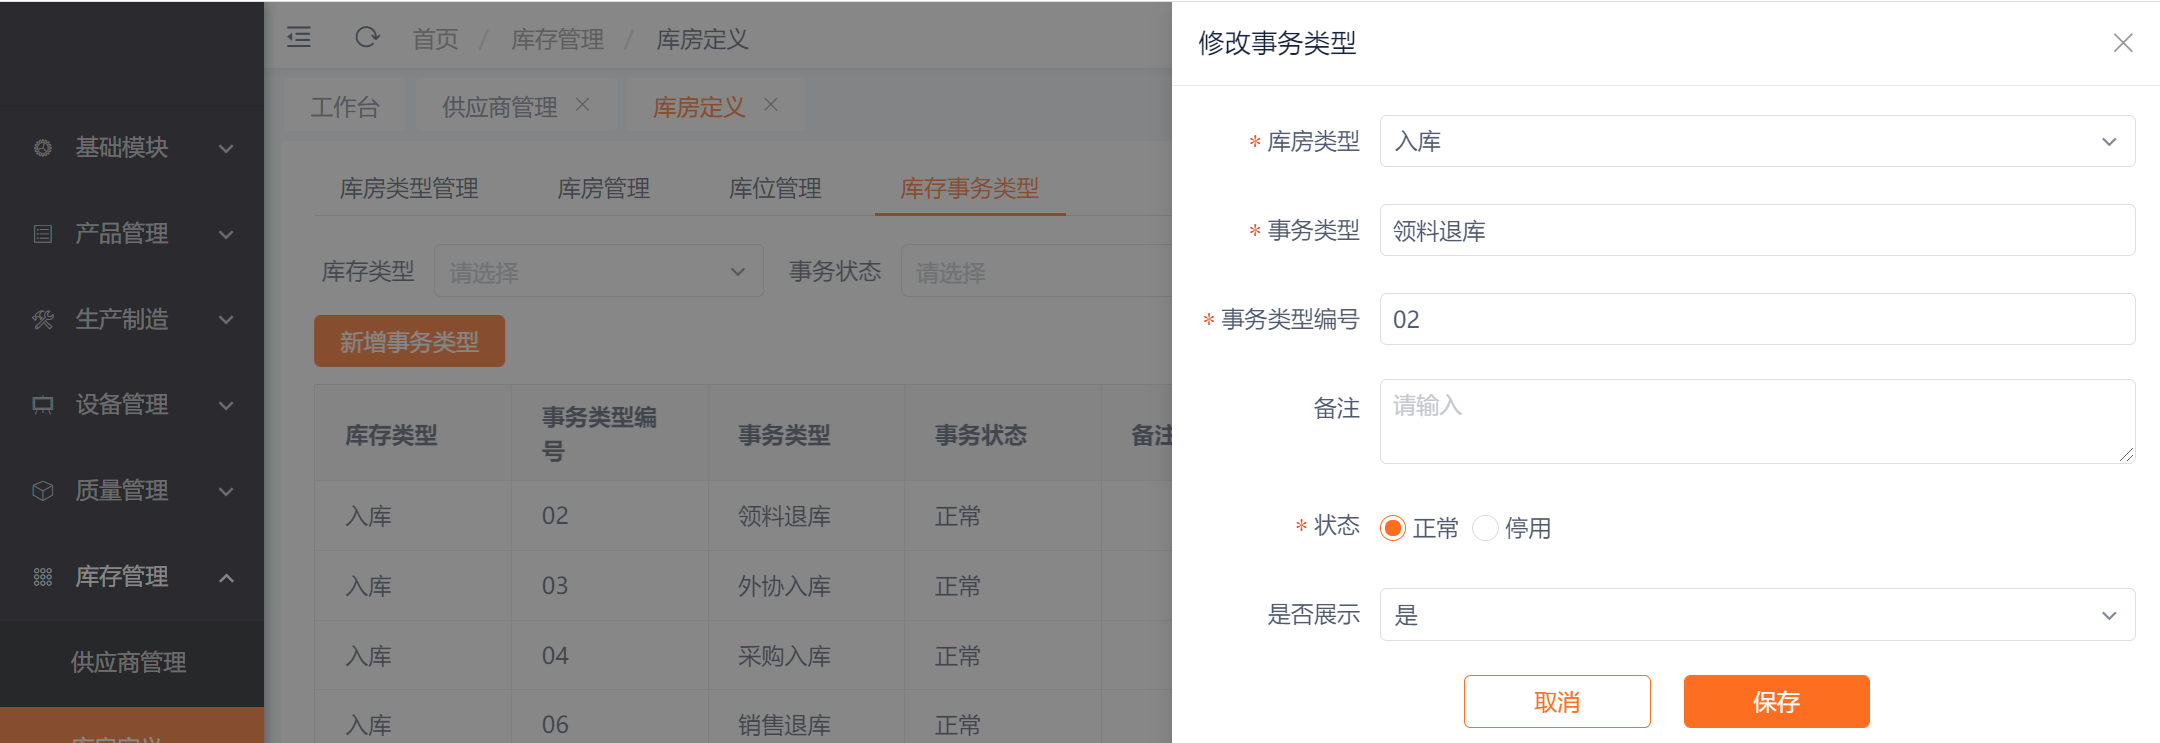 首页 / 库存管理 / 库房定义
工作台 供应商管理 库房定义
基础模块
产品管理
生产制造
设备管理
质量管理
库存管理
供应商管理
库房定义
库房类型管理 库房管理 库位管理 库存事务类型
库存类型 请选择 事务状态 请选择
新增事务类型
库存类型 事务类型编号 事务类型 事务状态 备注
入库 02 领料退库 正常
入库 03 外协入库 正常
入库 04 采购入库 正常
入库 06 销售退库 正常
修改事务类型
* 库房类型 入库
* 事务类型 领料退库
* 事务类型编号 02
备注 请输入
* 状态 正常 停用
是否展示 是
取消 保存